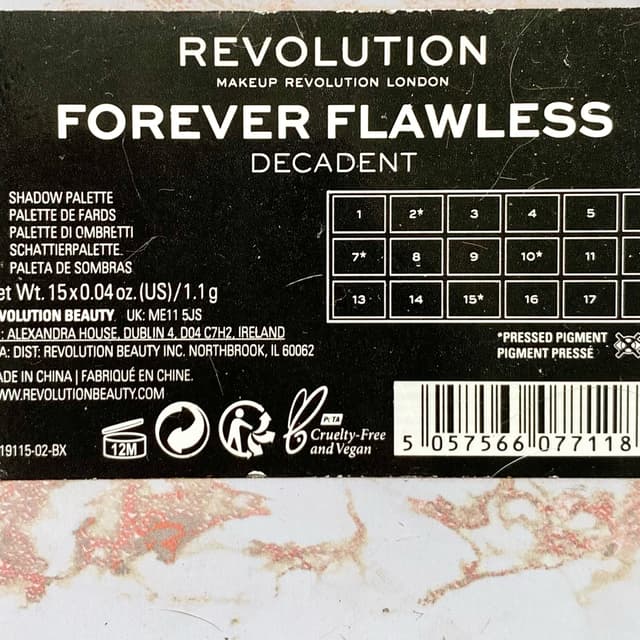 REVOLUTION
MAKEUP REVOLUTION LONDON
FOREVER FLAWLESS
DECADENT
SHADOW PALETTE
PALETTE DE FARDS
PALETTE DI OMBRETTI
SCHATTIERPALETTE
PALETA DE SOMBRAS
et Wt. 15 x 0.04 oz. (US)/1.1 g
VOLUTION BEAUTY. UK: ME11 5JS
: ALEXANDRA HOUSE, DUBLIN 4, D04 C7H2, IRELAND
A: DIST: REVOLUTION BEAUTY INC. NORTHBROOK, IL 60062
ADE IN CHINA | FABRIQUÉ EN CHINE.
WW.REVOLUTIONBEAUTY.COM
1 2* 3 4 5
7* 8 9 10* 11
13 14 15* 16 17
*PRESSED PIGMENT
PIGMENT PRESSÉ
19115-02-BX
12M
PETA
Cruelty-Free
and Vegan
5 057566 077118